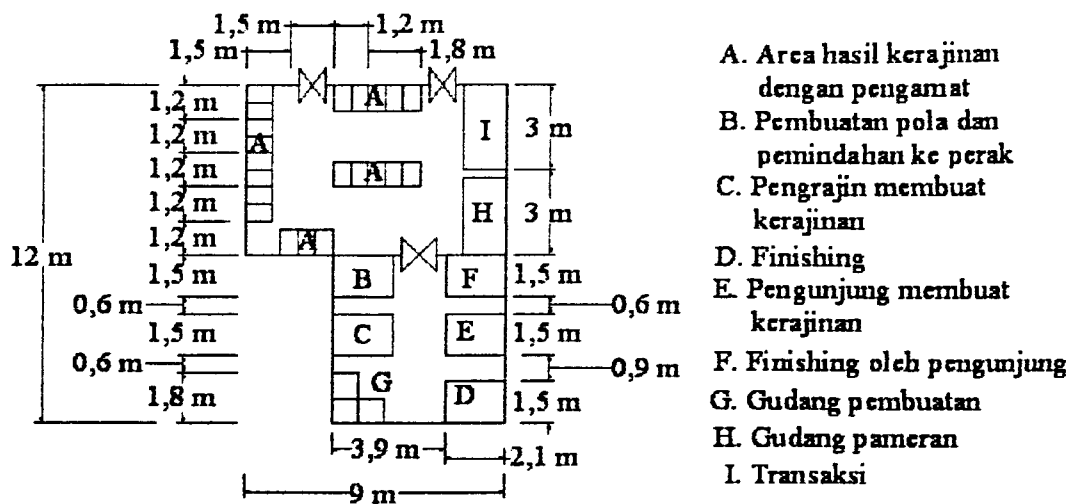 1,5 m 1,2 m
1,5 m 1,8 m
A
A
A
A
I
H
B
F
C
E
G
D
1,2 m
1,2 m
1,2 m
1,2 m
1,2 m
1,5 m
0,6 m
1,5 m
0,6 m
1,8 m
12 m
3 m
3 m
1,5 m
0,6 m
1,5 m
0,9 m
1,5 m
3,9 m
2,1 m
9 m
A. Area hasil kerajinan
dengan pengamat
B. Pembuatan pola dan
pemindahan ke perak
C. Pengrajin membuat
kerajinan
D. Finishing
E. Pengunjung membuat
kerajinan
F. Finishing oleh pengunjung
G. Gudang pembuatan
H. Gudang pameran
I. Transaksi